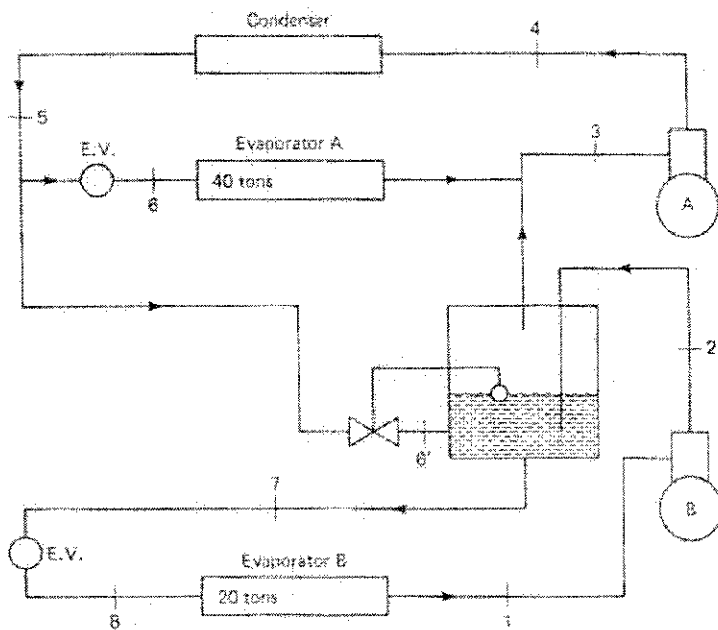 Condenser
4
5
E.V.
Evaporator A
3
6
40 tons
A
2
6'
7
B
E.V.
Evaporator B
20 tons
8
1